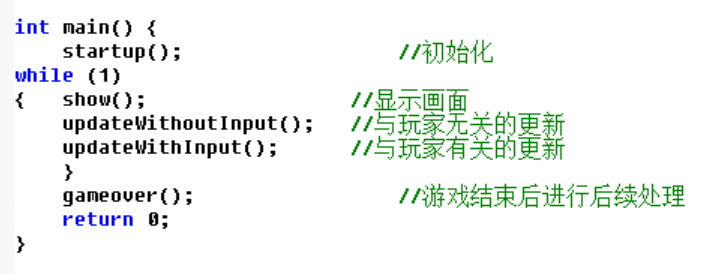 int main() {
    startup();                  //初始化
while (1)
{   show();                 //显示画面
    updateWithoutInput();   //与玩家无关的更新
    updateWithInput();      //与玩家有关的更新
    }
    gameover();                 //游戏结束后进行后续处理
    return 0;
}